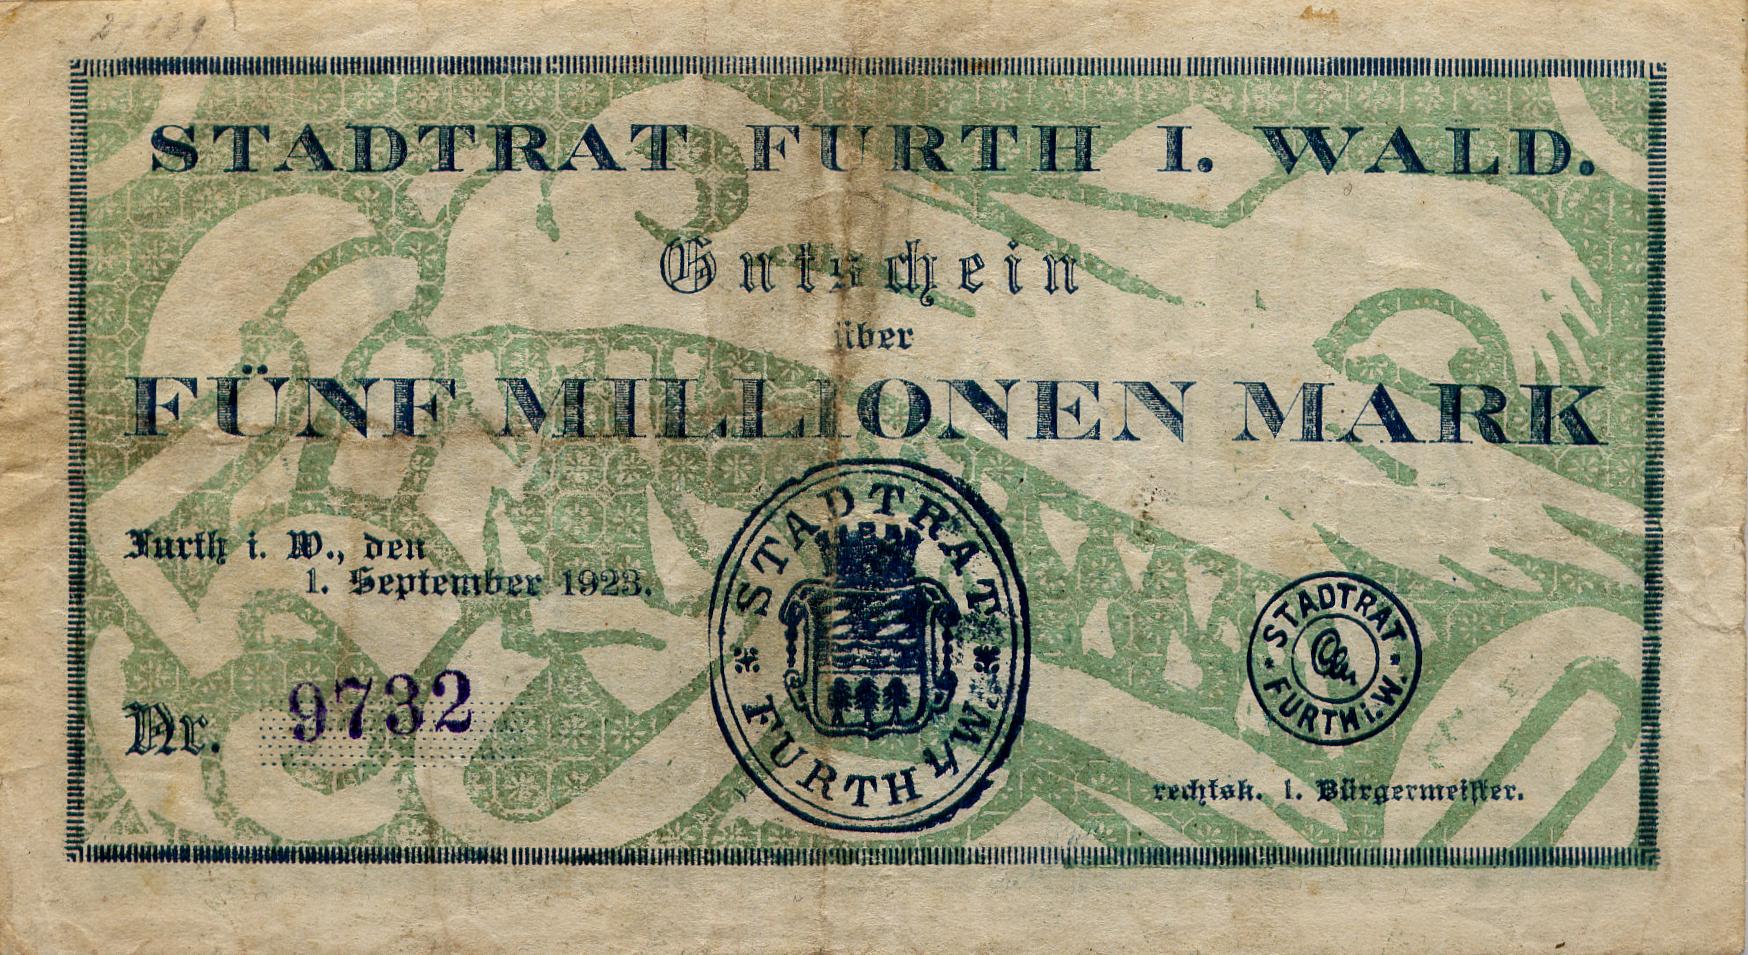 STADTRAT FURTH I. WALD.
Gutschein
über
FÜNF MILLIONEN MARK
Furth i. W., den
1. September 1923.
Nr. 9732
STADTRAT
FURTH I/W.
STADTRAT
FURTH i. W.
rechtsk. 1. Bürgermeister.